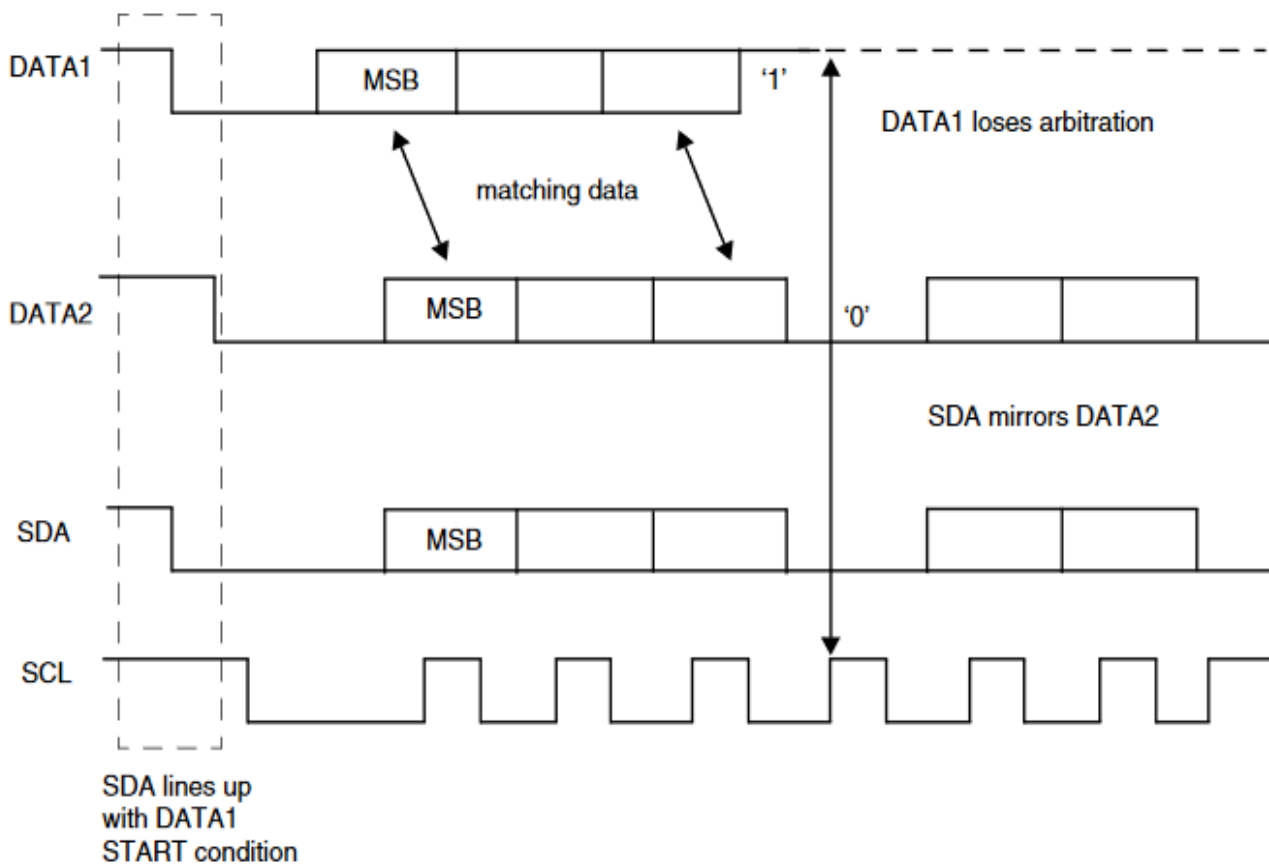 DATA1
MSB
‘1’
DATA1 loses arbitration
matching data
DATA2
MSB
‘0’
SDA mirrors DATA2
SDA
MSB
SCL
SDA lines up
with DATA1
START condition